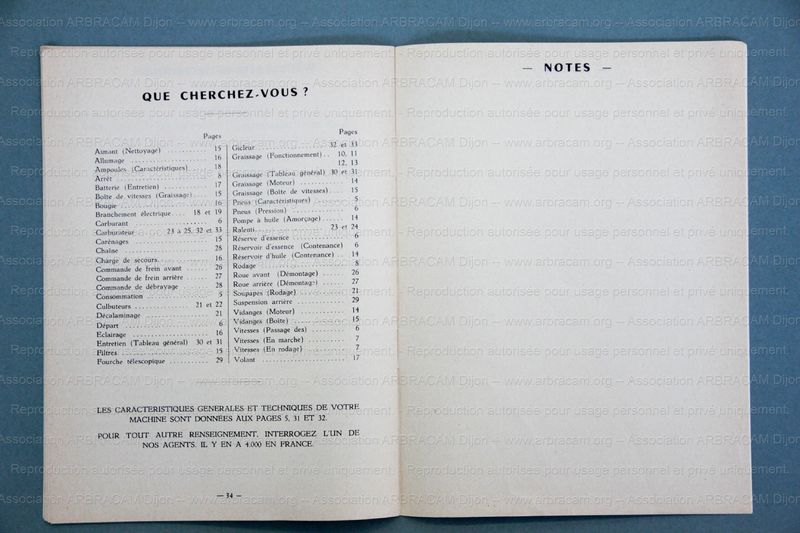 QUE CHERCHEZ-VOUS ?
Pages
Aimant (Nettoyage) 15
Allumage 16
Ampoules (Caractéristiques) 18
Arrêt 8
Batterie (Entretien) 17
Boîte de vitesses (Graissage) 15
Bougie 16
Branchement électrique 18 et 19
Carburant 6
Carburateur 23 à 25, 32 et 33
Carénages 15
Chaîne 28
Charge de secours 16
Commande de frein avant 26
Commande de frein arrière 27
Commande de débrayage 28
Consommation 5
Culbuteurs 21 et 22
Décalaminage 21
Départ 6
Eclairage 16
Entretien (Tableau général) 30 et 31
Filtres 15
Fourche télescopique 29
Pages
Gicleur 32 et 33
Graissage (Fonctionnement) .. 10, 11
12, 13
Graissage (Tableau général) 30 et 31
Graissage (Moteur) 14
Graissage (Boîte de vitesses) 15
Pneus (Caractéristiques) 5
Pneus (Pression) 6
Pompe à huile (Amorçage) 14
Ralenti 23 et 24
Réserve d'essence 6
Réservoir d'essence (Contenance) 6
Réservoir d'huile (Contenance) 14
Rodage 8
Roue avant (Démontage) 26
Roue arrière (Démontage) 27
Soupapes (Rodage) 21
Suspension arrière 29
Vidanges (Moteur) 14
Vidanges (Boîte) 15
Vitesses (Passage des) 6
Vitesses (En marche) 7
Vitesses (En rodage) 7
Volant 17
LES CARACTERISTIQUES GENERALES ET TECHNIQUES DE VOTRE
MACHINE SONT DONNÉES AUX PAGES 5, 31 ET 32.
POUR TOUT AUTRE RENSEIGNEMENT, INTERROGEZ L'UN DE
NOS AGENTS. IL Y EN A 4.000 EN FRANCE.
— 34 —
— NOTES —
Association ARBRACAM Dijon -- www.arbracam.org -- Association ARBRACAM Dijon
Reproduction autorisée pour usage personnel et privé uniquement.